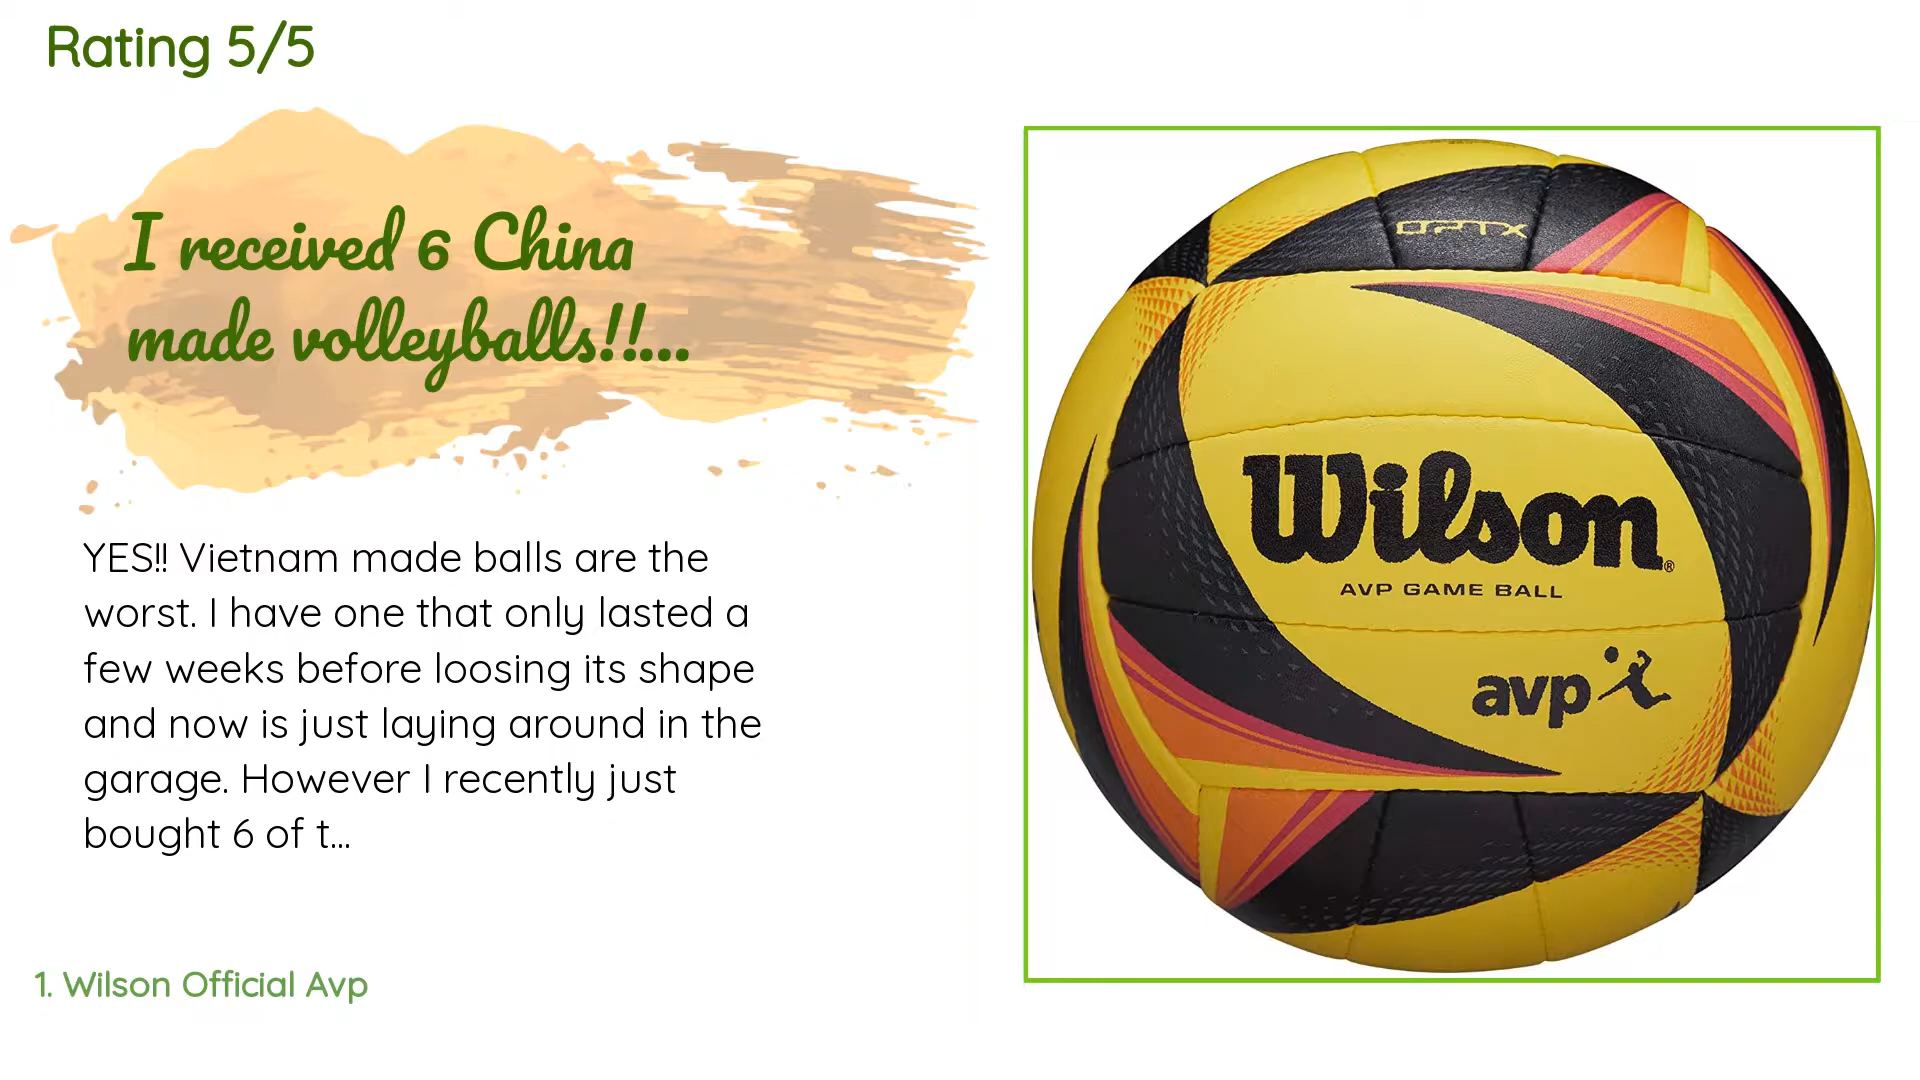 Rating 5/5
I received 6 China
made volleyballs!!...
YES!! Vietnam made balls are the
worst. I have one that only lasted a
few weeks before loosing its shape
and now is just laying around in the
garage. However I recently just
bought 6 of t...
1. Wilson Official Avp
OPTX
Wilson®
AVP GAME BALL
avp